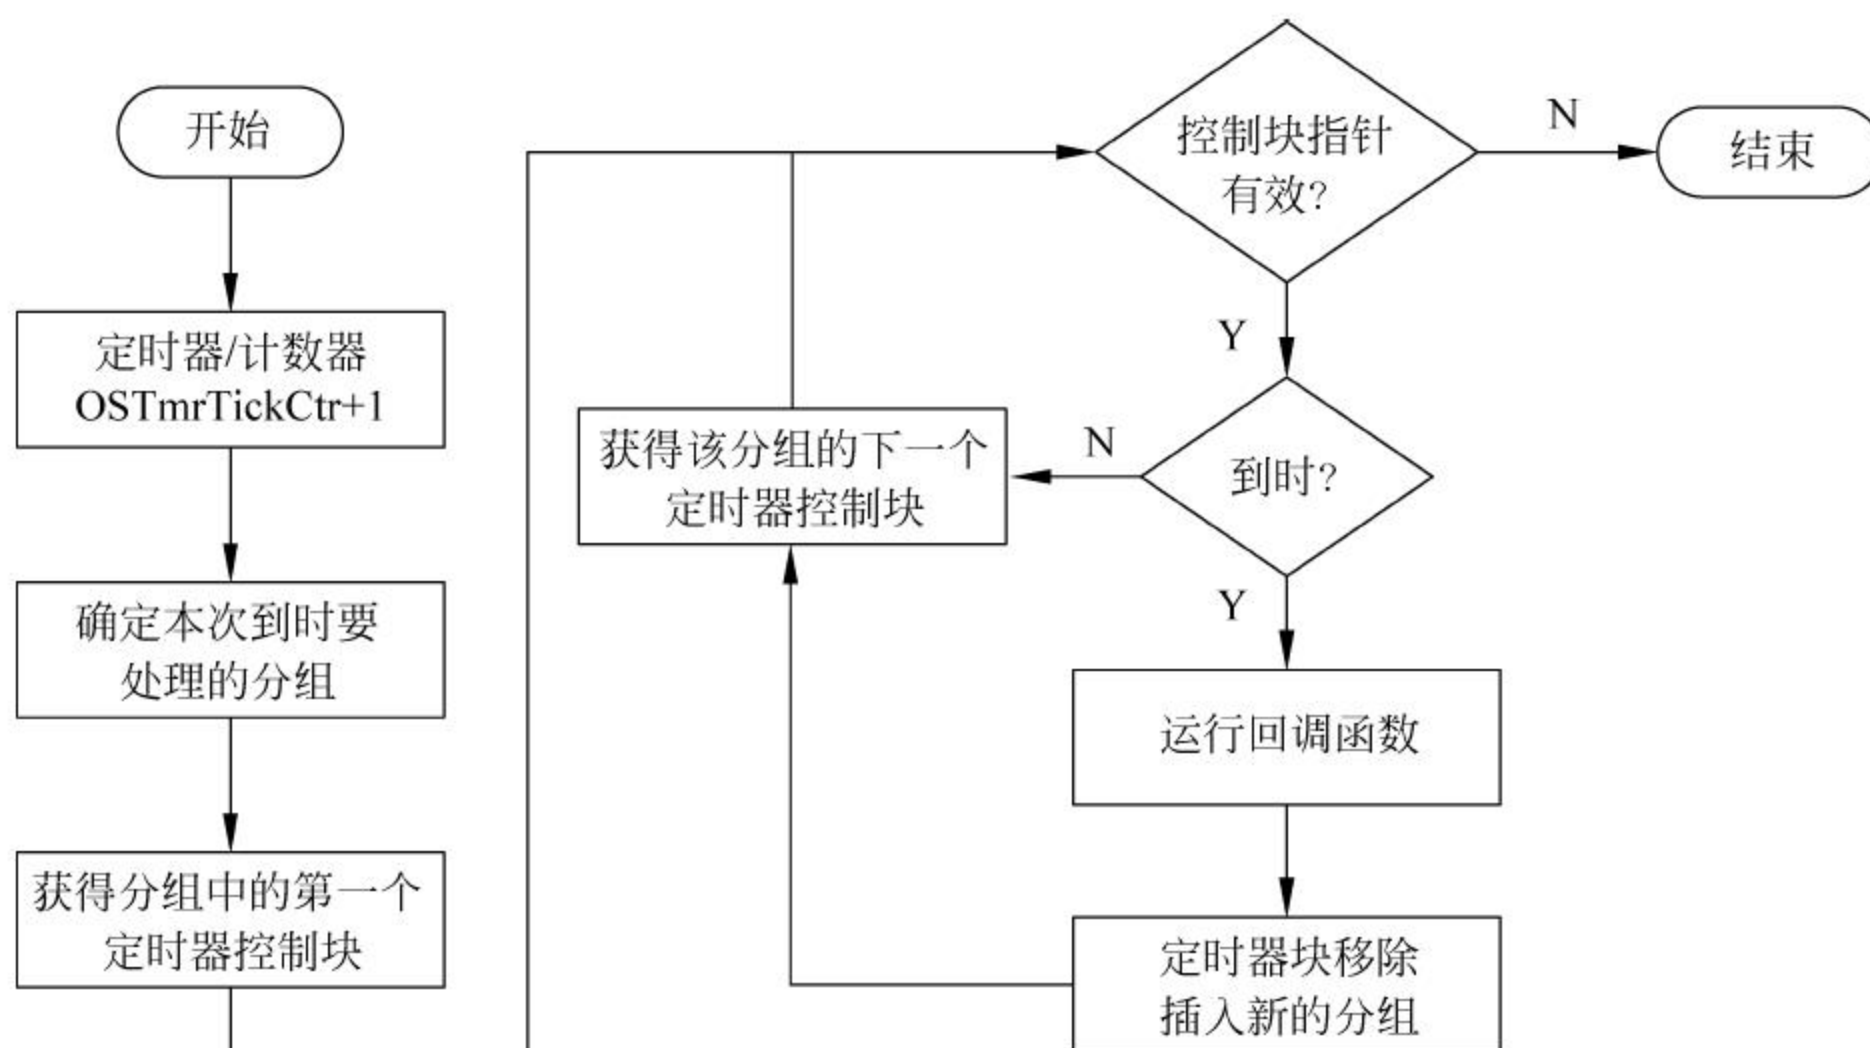 开始
定时器/计数器
OSTmrTickCtr+1
确定本次到时要
处理的分组
获得分组中的第一个
定时器控制块
控制块指针
有效?
N
结束
Y
到时?
N
获得该分组的下一个
定时器控制块
Y
运行回调函数
定时器块移除
插入新的分组